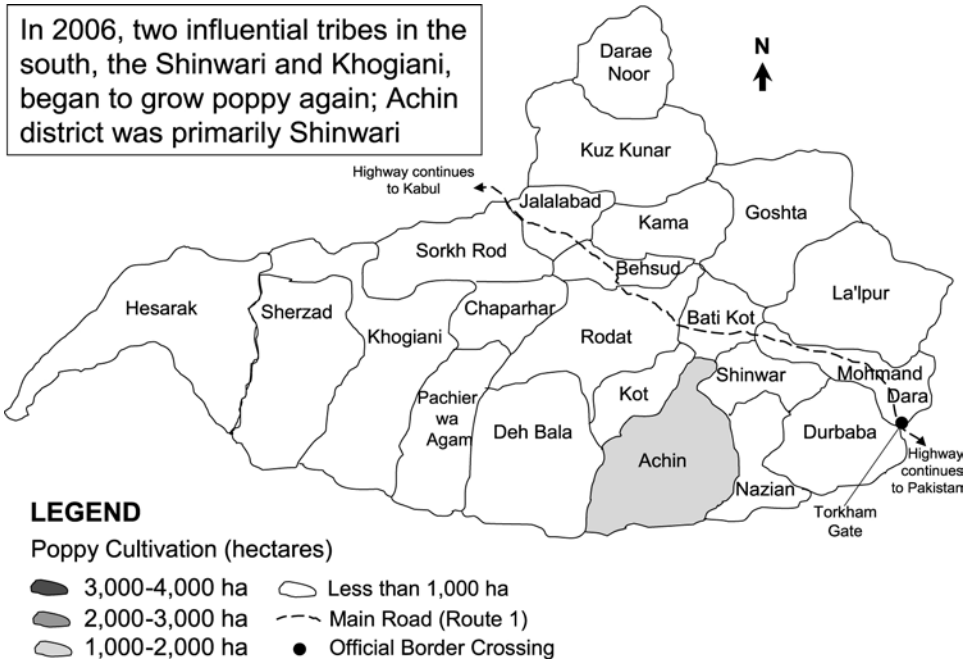 In 2006, two influential tribes in the
south, the Shinwari and Khogiani,
began to grow poppy again; Achin
district was primarily Shinwari
N
Darae
Noor
Kuz Kunar
Highway continues
to Kabul
Jalalabad
Kama
Goshta
Sorkh Rod
Behsud
La'lpur
Hesarak
Sherzad
Khogiani
Chaparhar
Rodat
Bati Kot
Pachier
wa
Agam
Deh Bala
Kot
Shinwar
Mohmand
Dara
Achin
Durbaba
Nazian
Highway
continues
to Pakistan
Torkham
Gate
LEGEND
Poppy Cultivation (hectares)
3,000-4,000 ha
2,000-3,000 ha
1,000-2,000 ha
Less than 1,000 ha
Main Road (Route 1)
Official Border Crossing